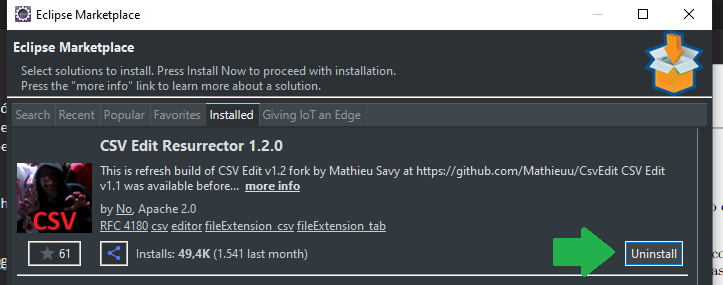 Eclipse Marketplace
Eclipse Marketplace
Select solutions to install. Press Install Now to proceed with installation.
Press the "more info" link to learn more about a solution.
Search Recent Popular Favorites Installed Giving IoT an Edge
CSV Edit Resurrector 1.2.0
This is refresh build of CSV Edit v1.2 fork by Mathieu Savy at https://github.com/Mathieuu/CsvEdit CSV Edit
v1.1 was available before... more info
CSV
by No, Apache 2.0
RFC 4180 csv editor fileExtension_csv fileExtension_tab
61 Installs: 49,4K (1.541 last month) Uninstall